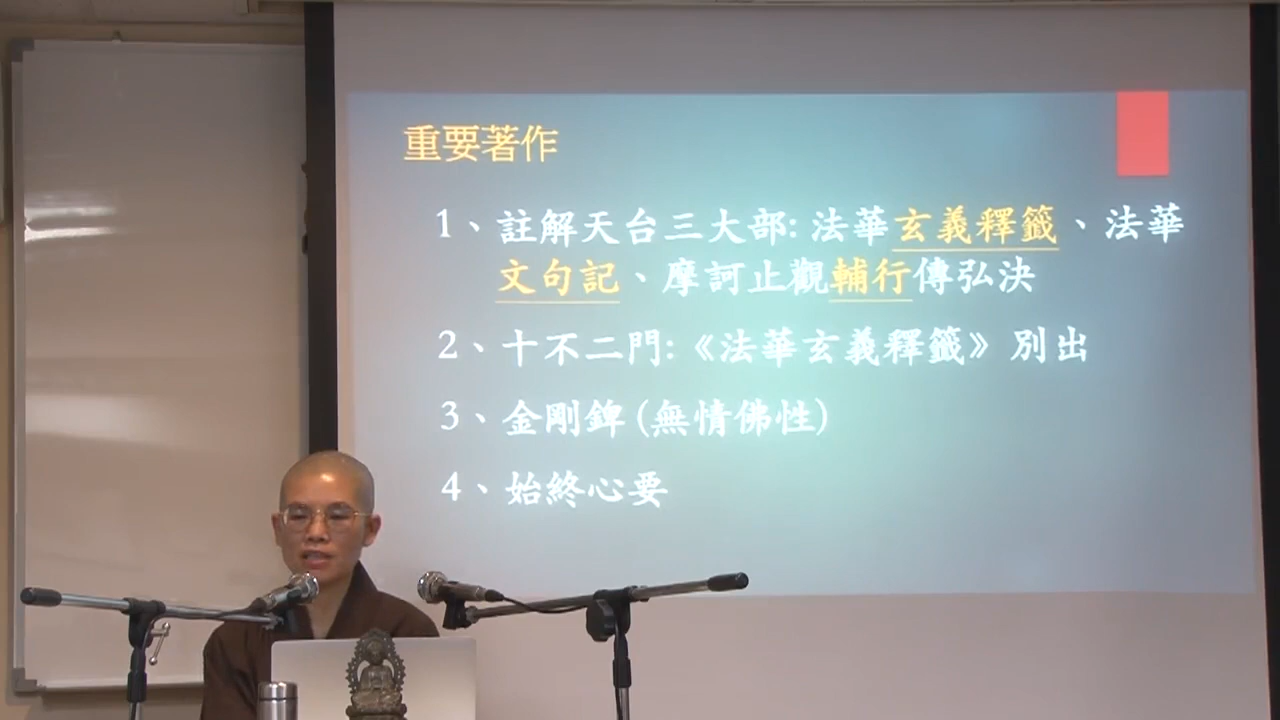 重要著作
1、註解天台三大部: 法華玄義釋籤、法華
文句記、摩訶止觀輔行傳弘決
2、十不二門:《法華玄義釋籤》別出
3、金剛錍 (無情佛性)
4、始終心要